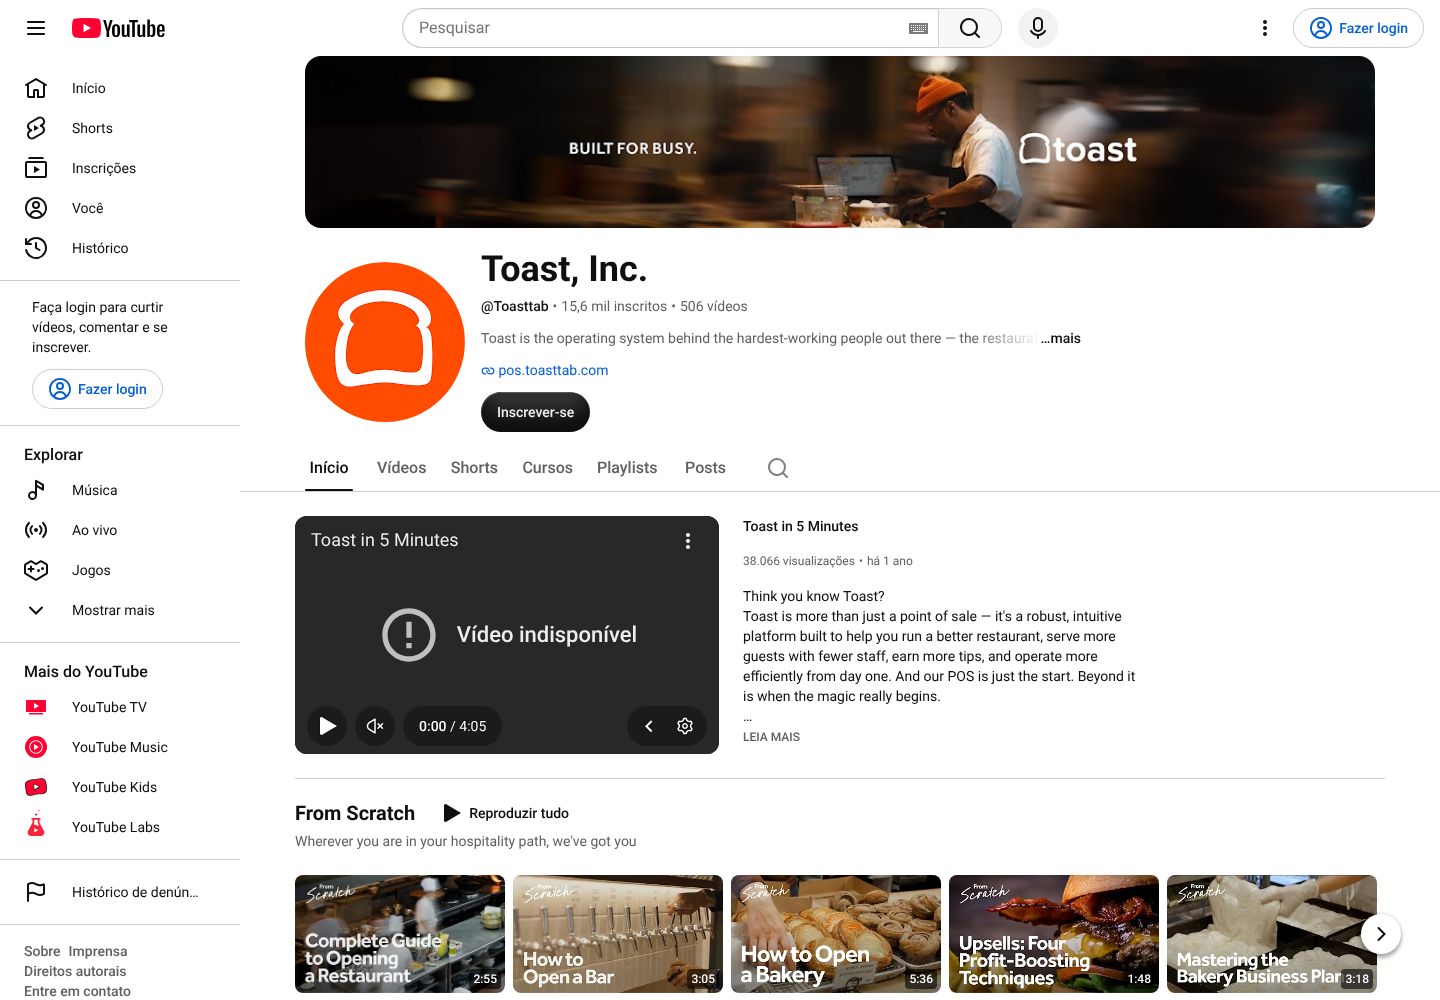 YouTube
Pesquisar
Fazer login
Início
Shorts
Inscrições
Você
Histórico
Faça login para curtir
vídeos, comentar e se
inscrever.
Fazer login
Explorar
Música
Ao vivo
Jogos
Mostrar mais
Mais do YouTube
YouTube TV
YouTube Music
YouTube Kids
YouTube Labs
Histórico de denún...
Sobre Imprensa
Direitos autorais
Entre em contato
BUILT FOR BUSY.
toast
Toast, Inc.
@Toasttab • 15,6 mil inscritos • 506 vídeos
Toast is the operating system behind the hardest-working people out there — the restaurat ...mais
pos.toasttab.com
Inscrever-se
Início Vídeos Shorts Cursos Playlists Posts
Toast in 5 Minutes
Vídeo indisponível
0:00 / 4:05
Toast in 5 Minutes
38.066 visualizações • há 1 ano
Think you know Toast?
Toast is more than just a point of sale — it's a robust, intuitive
platform built to help you run a better restaurant, serve more
guests with fewer staff, earn more tips, and operate more
efficiently from day one. And our POS is just the start. Beyond it
is when the magic really begins.
...
LEIA MAIS
From Scratch Reproduzir tudo
Wherever you are in your hospitality path, we've got you
From
Scratch
Complete Guide
to Opening
a Restaurant
2:55
From
Scratch
How to
Open a Bar
3:05
From
Scratch
How to Open
a Bakery
5:36
From
Scratch
Upsells: Four
Profit-Boosting
Techniques
1:48
From
Scratch
Mastering the
Bakery Business Plan
3:18